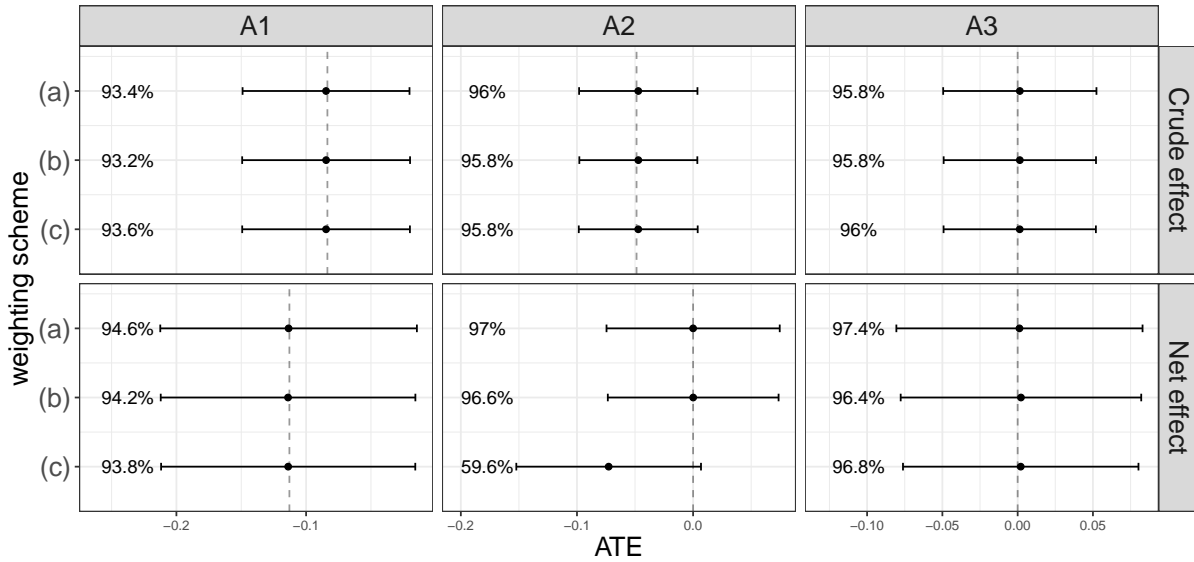 A1 A2 A3
(a) 93.4% 96% 95.8%
(b) 93.2% 95.8% 95.8%
(c) 93.6% 95.8% 96%
Crude effect
weighting scheme
(a) 94.6% 97% 97.4%
(b) 94.2% 96.6% 96.4%
(c) 93.8% 59.6% 96.8%
Net effect
−0.2 −0.1 −0.2 −0.1 0.0 −0.10 −0.05 0.00 0.05
ATE